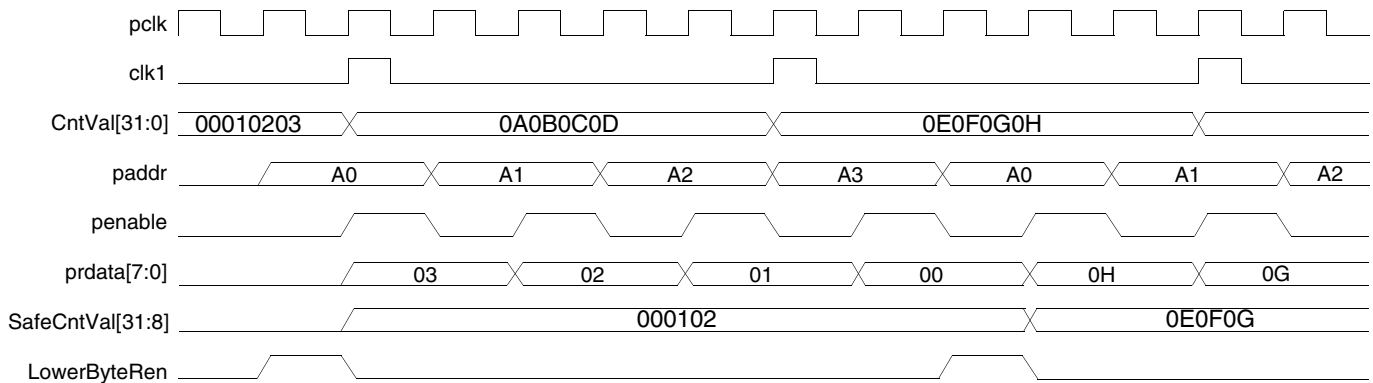 pclk
clk1
CntVal[31:0] 00010203 0A0B0C0D 0E0F0G0H
paddr A0 A1 A2 A3 A0 A1 A2
penable
prdata[7:0] 03 02 01 00 0H 0G
SafeCntVal[31:8] 000102 0E0F0G
LowerByteRen